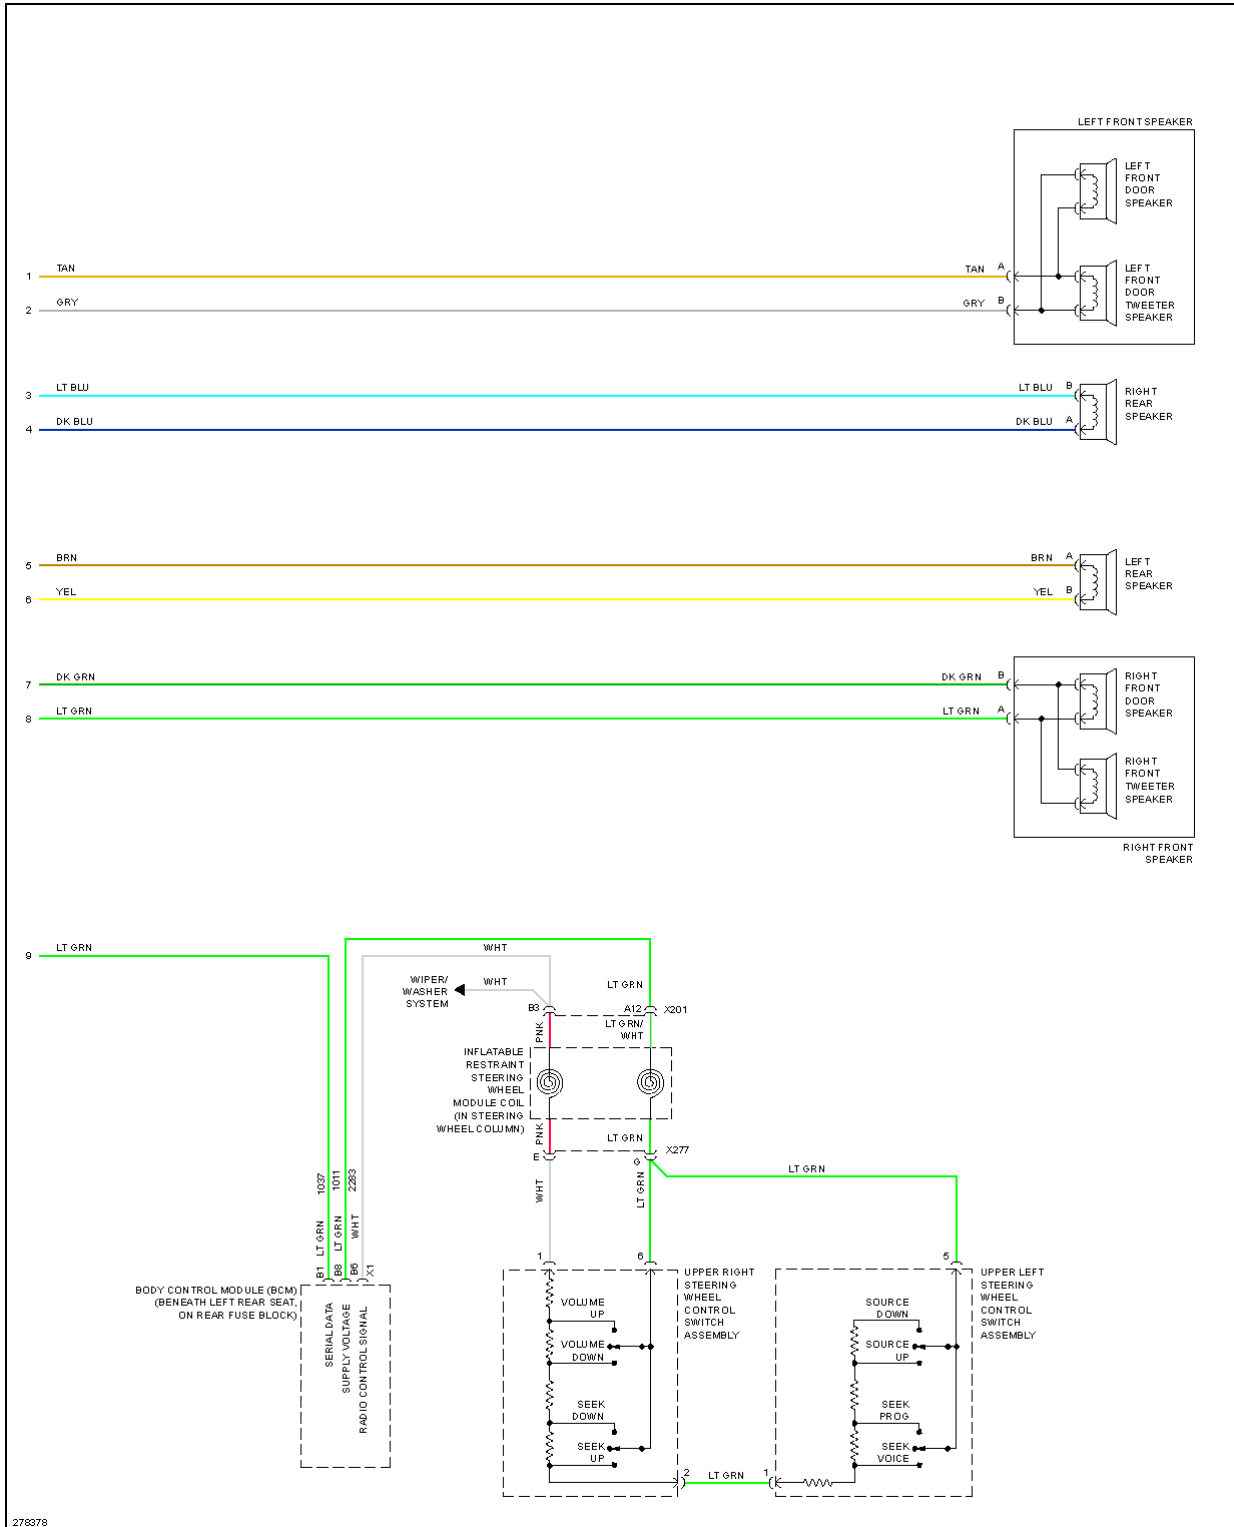 LEFT FRONT SPEAKER
LEFT
FRONT
DOOR
SPEAKER
1 TAN TAN A
LEFT
FRONT
DOOR
TWEETER
SPEAKER
2 GRY GRY B
3 LT BLU LT BLU B
4 DK BLU DK BLU A
RIGHT
REAR
SPEAKER
5 BRN BRN A
6 YEL YEL B
LEFT
REAR
SPEAKER
7 DK GRN DK GRN B
8 LT GRN LT GRN A
RIGHT
FRONT
DOOR
SPEAKER
RIGHT
FRONT
TWEETER
SPEAKER
RIGHT FRONT
SPEAKER
9 LT GRN
WHT
WIPER/
WASHER
SYSTEM
WHT
LT GRN
B3 A12 X201
PNK
LT GRN/
WHT
INFLATABLE
RESTRAINT
STEERING
WHEEL
MODULE COIL
(IN STEERING
WHEEL COLUMN)
PNK
LT GRN
E G X277
WHT
LT GRN
LT GRN
1037
1011
2283
LT GRN
LT GRN
WHT
B1
B8
B6
X1
BODY CONTROL MODULE (BCM)
(BENEATH LEFT REAR SEAT,
ON REAR FUSE BLOCK)
SERIAL DATA
SUPPLY VOLTAGE
RADIO CONTROL SIGNAL
1 6 5
UPPER RIGHT
STEERING
WHEEL
CONTROL
SWITCH
ASSEMBLY
VOLUME
UP
VOLUME
DOWN
SEEK
DOWN
SEEK
UP
2 LT GRN 1
UPPER LEFT
STEERING
WHEEL
CONTROL
SWITCH
ASSEMBLY
SOURCE
DOWN
SOURCE
UP
SEEK
PROG
SEEK
VOICE
278378